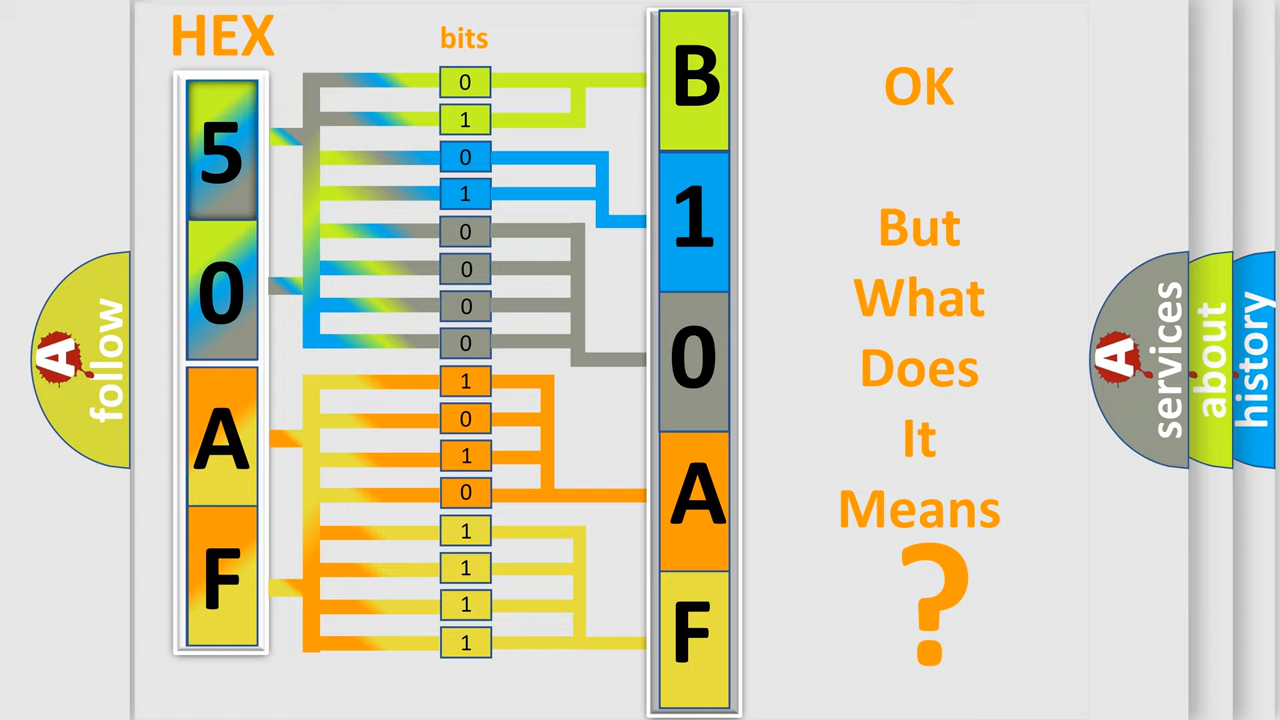 HEX
bits
5
0
A
F
0
1
0
1
0
0
0
0
1
0
1
0
1
1
1
1
B
1
0
A
F
OK
But
What
Does
It
Means
?
A
follow
A
services
about
history